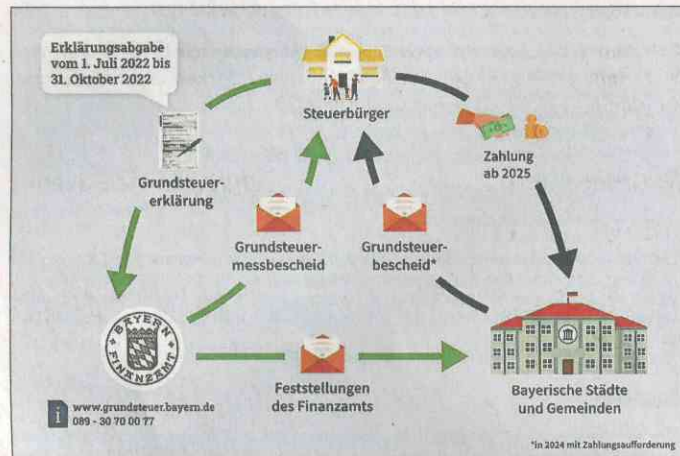 Erklärungsabgabe
vom 1. Juli 2022 bis
31. Oktober 2022
Steuerbürger
Grundsteuer-
erklärung
Zahlung
ab 2025
Grundsteuer-
messbescheid
Grundsteuer-
bescheid*
BAYERN
FINANZAMT
Feststellungen
des Finanzamts
Bayerische Städte
und Gemeinden
i www.grundsteuer.bayern.de
089 - 30 70 00 77
*in 2024 mit Zahlungsaufforderung